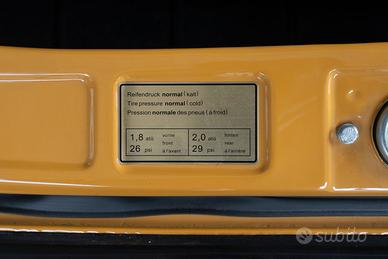 Reifendruck normal (kalt)
Tire pressure normal (cold)
Pression normale des pneus (à froid)
1,8 atü vorne 2,0 atü hinten
26 psi front 29 psi rear
à l'avant à l'arrière
subito